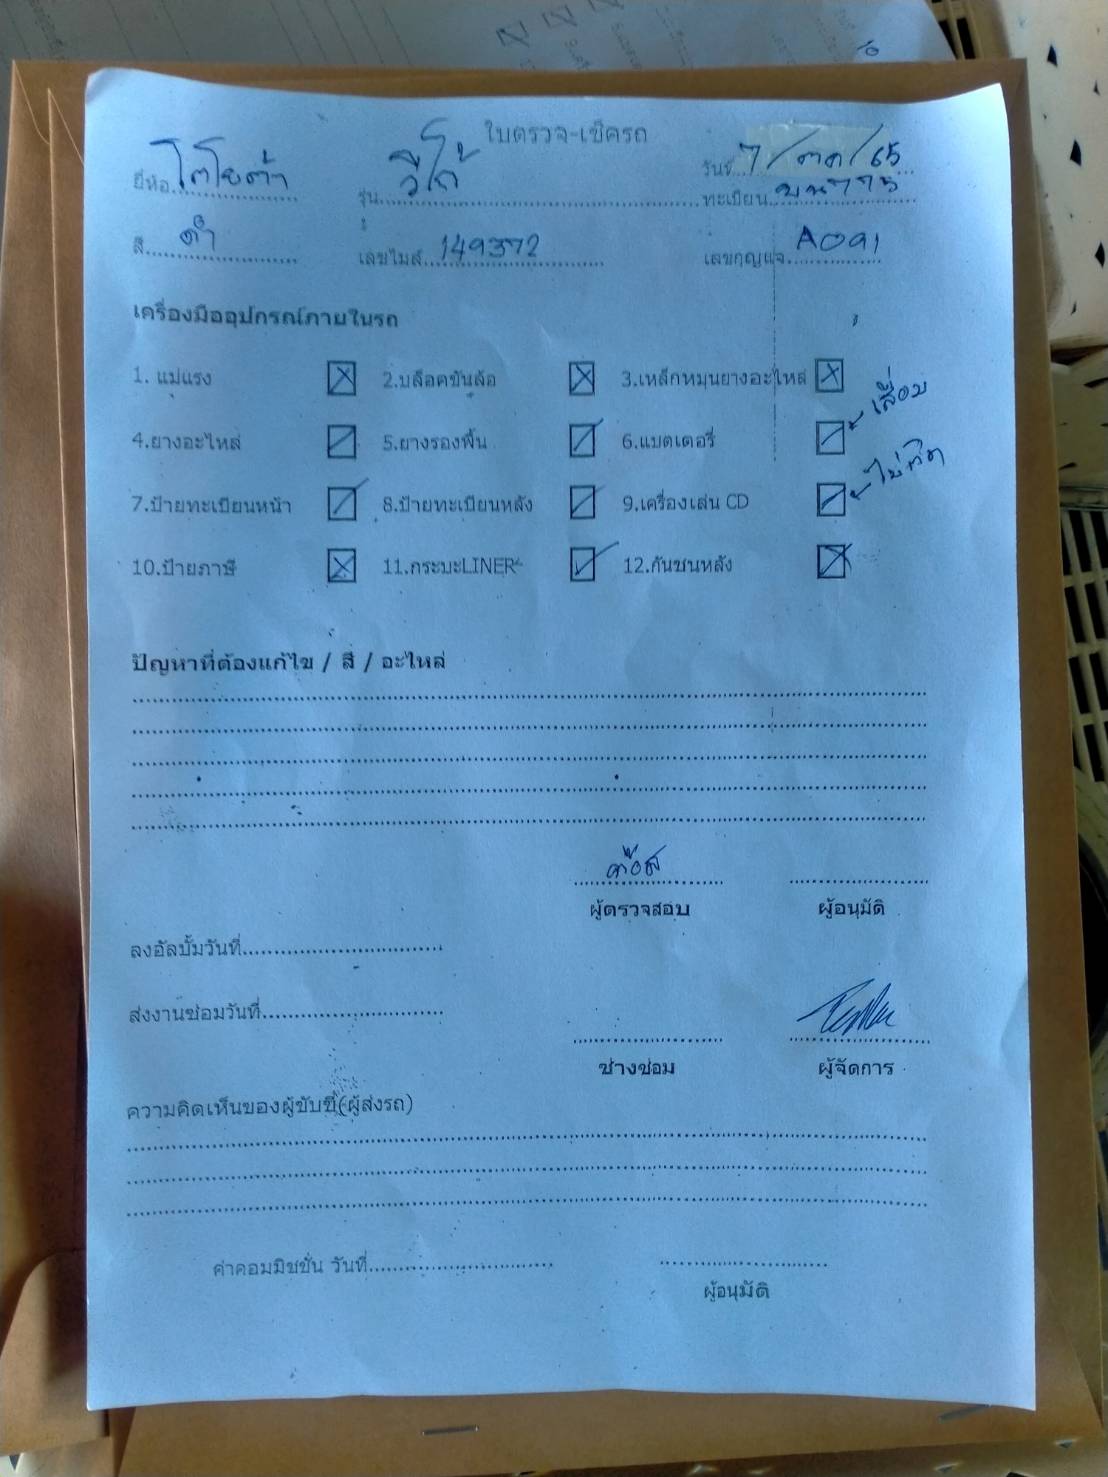 ใบตรวจ-เช็ครถ
ยี่ห้อ โตโยต้า รุ่น วีโก้ วันที่ 7/ตค/65
ทะเบียน
สี ดำ เลขไมล์ 149372 เลขกุญแจ A091
เครื่องมืออุปกรณ์ภายในรถ
1. แม่แรง ☒ 2.บล็อคขันล้อ ☒ 3.เหล็กหมุนยางอะไหล่ ☒
4.ยางอะไหล่ ☑ 5.ยางรองพื้น ☑ 6.แบตเตอรี่ ☑ เสื่อม
7.ป้ายทะเบียนหน้า ☑ 8.ป้ายทะเบียนหลัง ☑ 9.เครื่องเล่น CD ☑ ไม่ติด
10.ป้ายภาษี ☒ 11.กระบะLINER ☑ 12.กันชนหลัง ☒
ปัญหาที่ต้องแก้ไข / สี / อะไหล่
ผู้ตรวจสอบ ผู้อนุมัติ
ลงอัลบั้มวันที่
ส่งงานซ่อมวันที่
ช่างซ่อม ผู้จัดการ
ความคิดเห็นของผู้ขับขี่(ผู้ส่งรถ)
ค่าคอมมิชชั่น วันที่
ผู้อนุมัติ